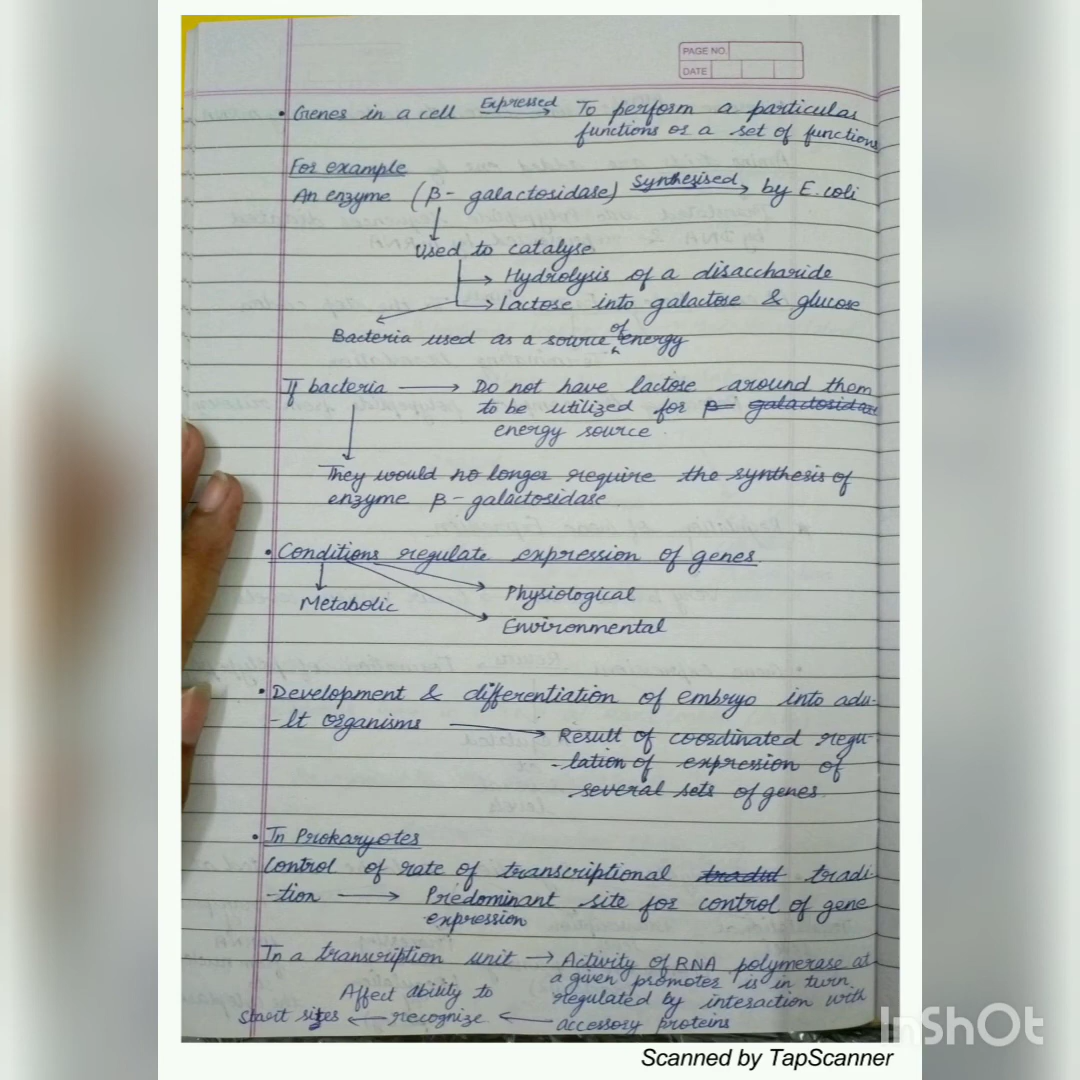 PAGE NO.
DATE
• Genes in a cell Expressed → To perform a particular
functions or a set of functions
For example
An enzyme (β - galactosidase) Synthesised → by E. coli
Used to catalyse
→ Hydrolysis of a disaccharide
→ Lactose into galactose & glucose
Bacteria used as a source of energy
If bacteria → Do not have lactose around them
to be utilized for β galactosidase
energy source.
They would no longer require the synthesis of
enzyme β - galactosidase.
• Conditions regulate expression of genes
Metabolic
Physiological
Environmental
• Development & differentiation of embryo into adu-
-lt organisms → Result of coordinated regu-
-lation of expression of
several sets of genes.
• In Prokaryotes
Control of rate of transcriptional tradi-
-tion → Predominant site for control of gene
expression
In a transcription unit → Activity of RNA polymerase at
a given promoter is in turn
regulated by interaction with
accessory proteins
Affect ability to
start sites ← recognize ←
InShOt
Scanned by TapScanner